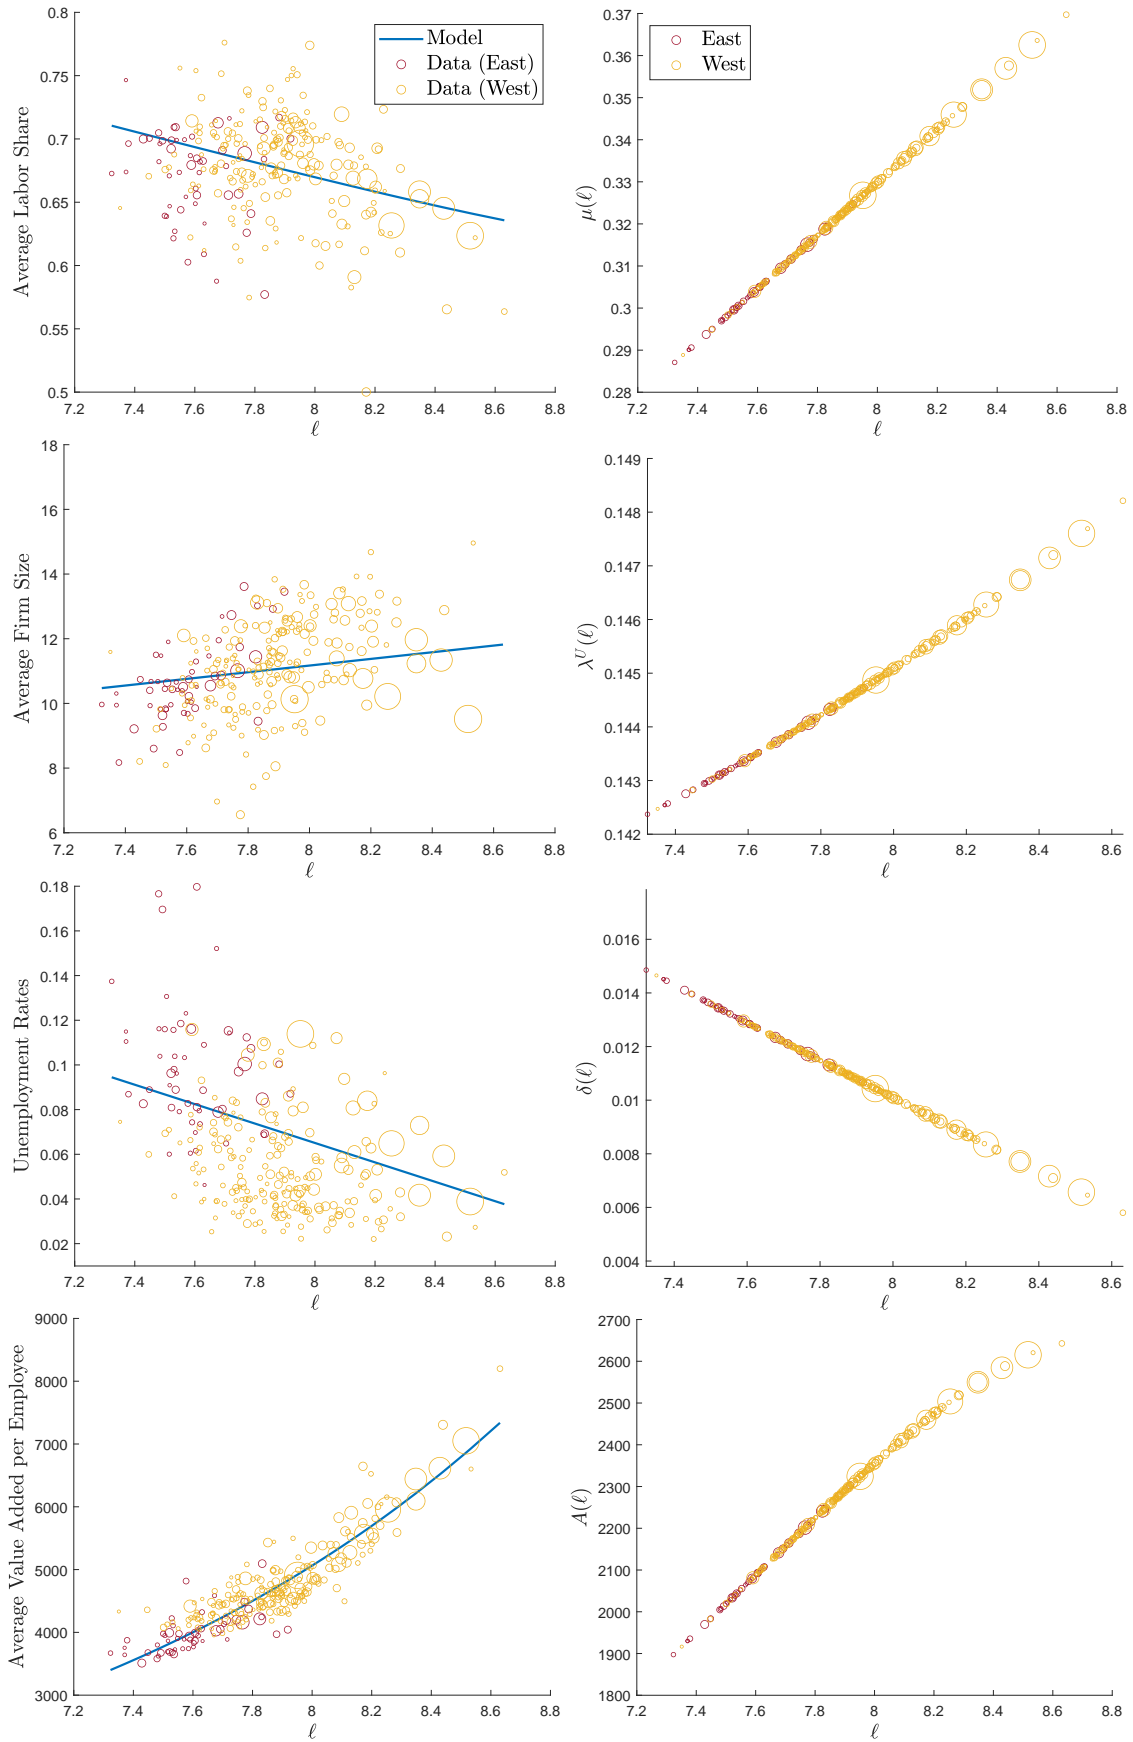 Average Labor Share
0.8
0.75
0.7
0.65
0.6
0.55
0.5
7.2 7.4 7.6 7.8 8 8.2 8.4 8.6 8.8
ℓ
Model
Data (East)
Data (West)
μ(ℓ)
0.37
0.36
0.35
0.34
0.33
0.32
0.31
0.3
0.29
0.28
7.2 7.4 7.6 7.8 8 8.2 8.4 8.6 8.8
ℓ
East
West
Average Firm Size
18
16
14
12
10
8
6
7.2 7.4 7.6 7.8 8 8.2 8.4 8.6 8.8
ℓ
λᵁ(ℓ)
0.149
0.148
0.147
0.146
0.145
0.144
0.143
0.142
7.4 7.6 7.8 8 8.2 8.4 8.6
ℓ
Unemployment Rates
0.18
0.16
0.14
0.12
0.1
0.08
0.06
0.04
0.02
7.2 7.4 7.6 7.8 8 8.2 8.4 8.6 8.8
ℓ
δ(ℓ)
0.016
0.014
0.012
0.01
0.008
0.006
0.004
7.4 7.6 7.8 8 8.2 8.4 8.6
ℓ
Average Value Added per Employee
9000
8000
7000
6000
5000
4000
3000
7.2 7.4 7.6 7.8 8 8.2 8.4 8.6 8.8
ℓ
A(ℓ)
2700
2600
2500
2400
2300
2200
2100
2000
1900
1800
7.2 7.4 7.6 7.8 8 8.2 8.4 8.6 8.8
ℓ